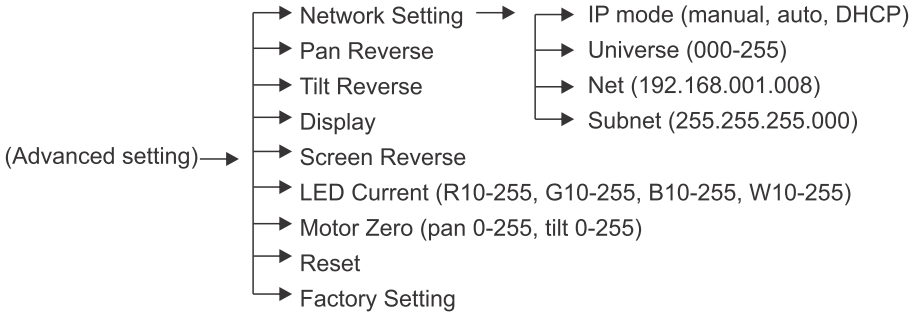 Network Setting
IP mode (manual, auto, DHCP)
Pan Reverse
Universe (000-255)
Tilt Reverse
Net (192.168.001.008)
Display
Subnet (255.255.255.000)
(Advanced setting)
Screen Reverse
LED Current (R10-255, G10-255, B10-255, W10-255)
Motor Zero (pan 0-255, tilt 0-255)
Reset
Factory Setting